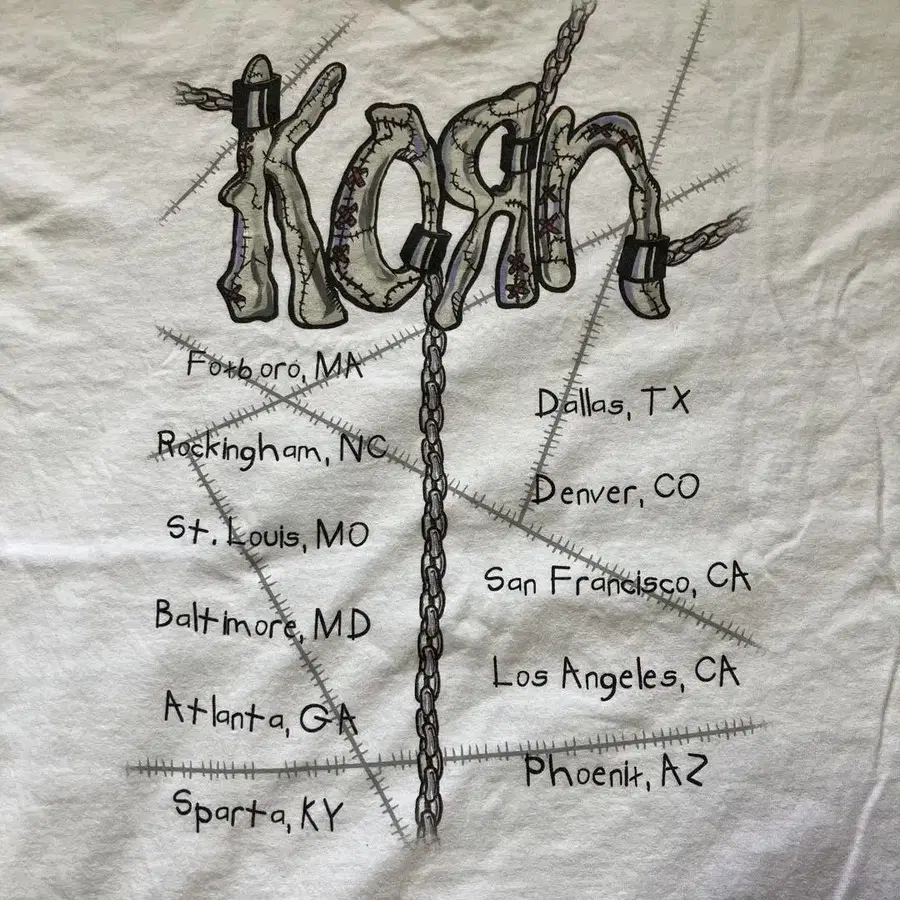 KoЯn
Foxboro, MA
Rockingham, NC
St. Louis, MO
Baltimore, MD
Atlanta, GA
Sparta, KY
Dallas, TX
Denver, CO
San Francisco, CA
Los Angeles, CA
Phoenix, AZ